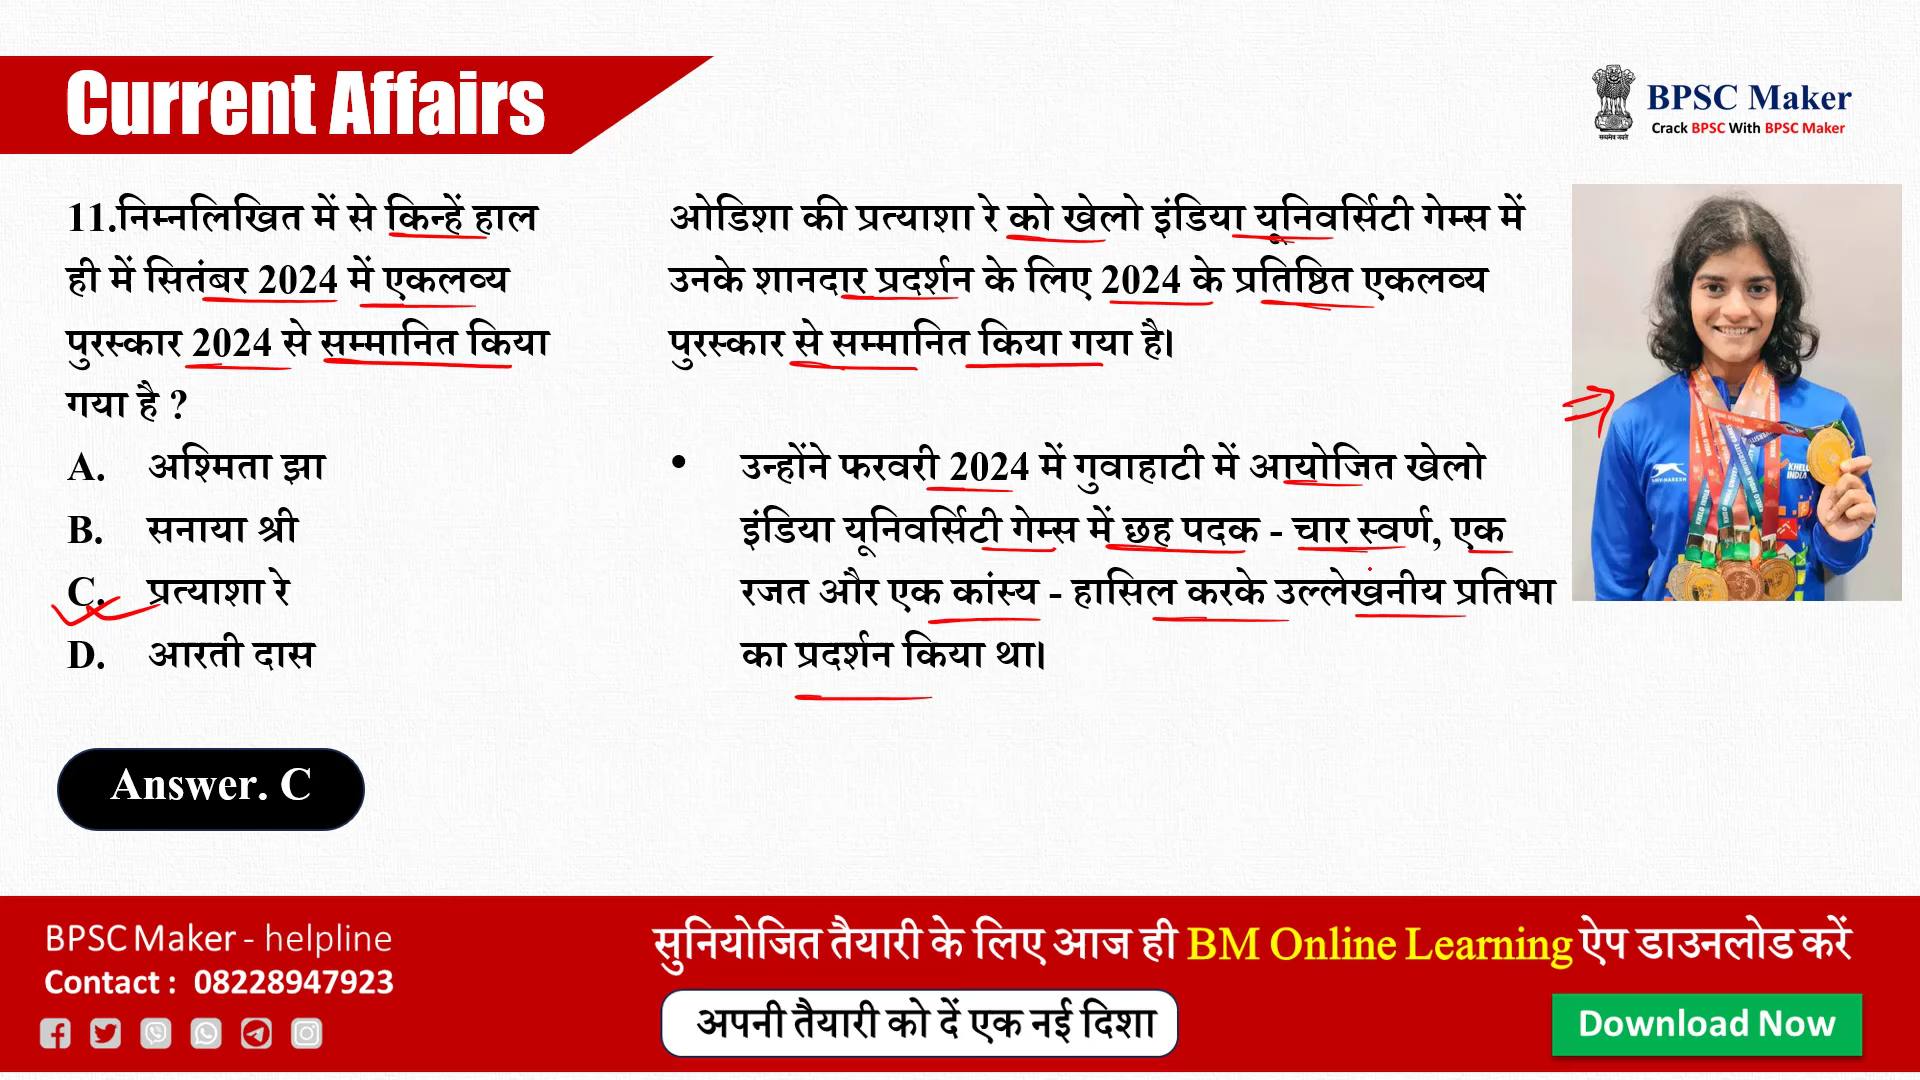 Current Affairs
BPSC Maker
Crack BPSC With BPSC Maker
11.निम्नलिखित में से किन्हें हाल
ही में सितंबर 2024 में एकलव्य
पुरस्कार 2024 से सम्मानित किया
गया है ?
A. अश्मिता झा
B. सनाया श्री
C. प्रत्याशा रे
D. आरती दास
Answer. C
ओडिशा की प्रत्याशा रे को खेलो इंडिया यूनिवर्सिटी गेम्स में
उनके शानदार प्रदर्शन के लिए 2024 के प्रतिष्ठित एकलव्य
पुरस्कार से सम्मानित किया गया है।
• उन्होंने फरवरी 2024 में गुवाहाटी में आयोजित खेलो
इंडिया यूनिवर्सिटी गेम्स में छह पदक - चार स्वर्ण, एक
रजत और एक कांस्य - हासिल करके उल्लेखनीय प्रतिभा
का प्रदर्शन किया था।
KHELO
INDIA
BPSC Maker - helpline
Contact : 08228947923
सुनियोजित तैयारी के लिए आज ही BM Online Learning ऐप डाउनलोड करें
अपनी तैयारी को दें एक नई दिशा
Download Now